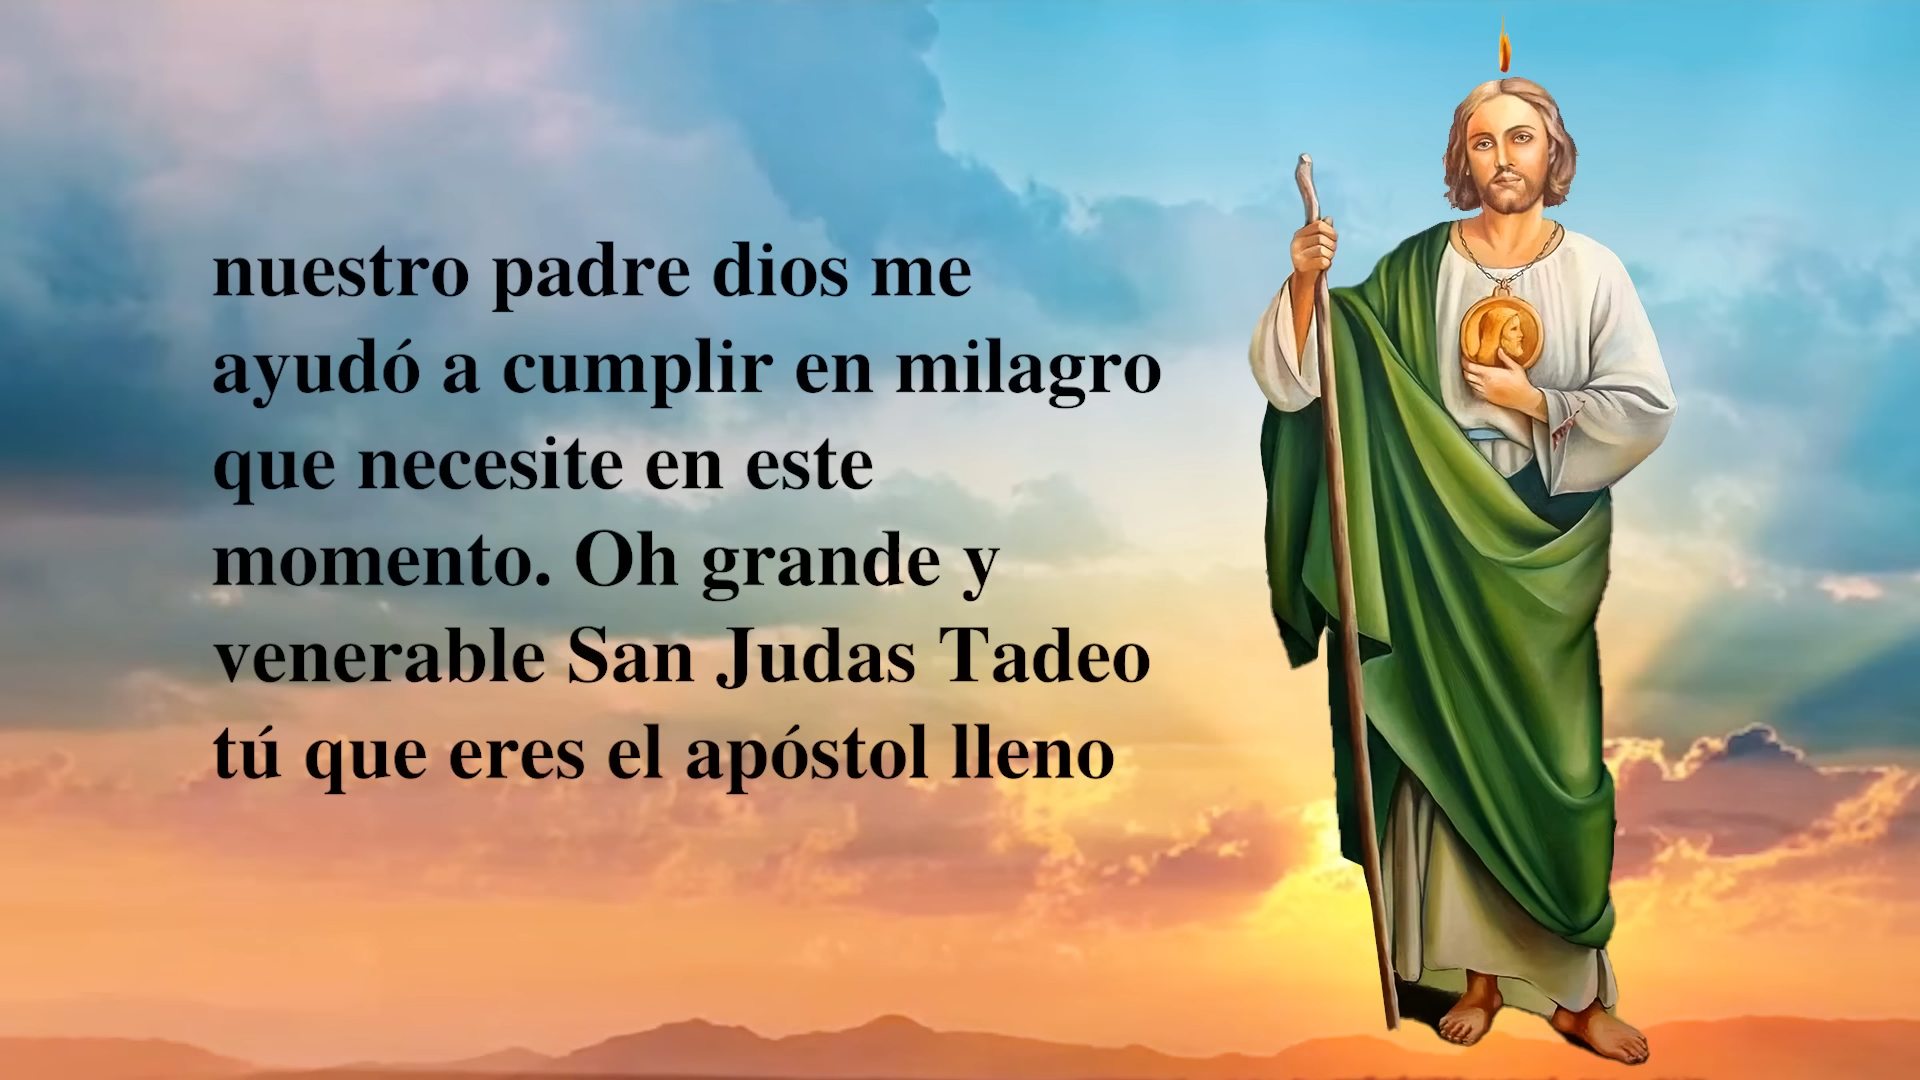 nuestro padre dios me
ayudó a cumplir en milagro
que necesite en este
momento. Oh grande y
venerable San Judas Tadeo
tú que eres el apóstol lleno